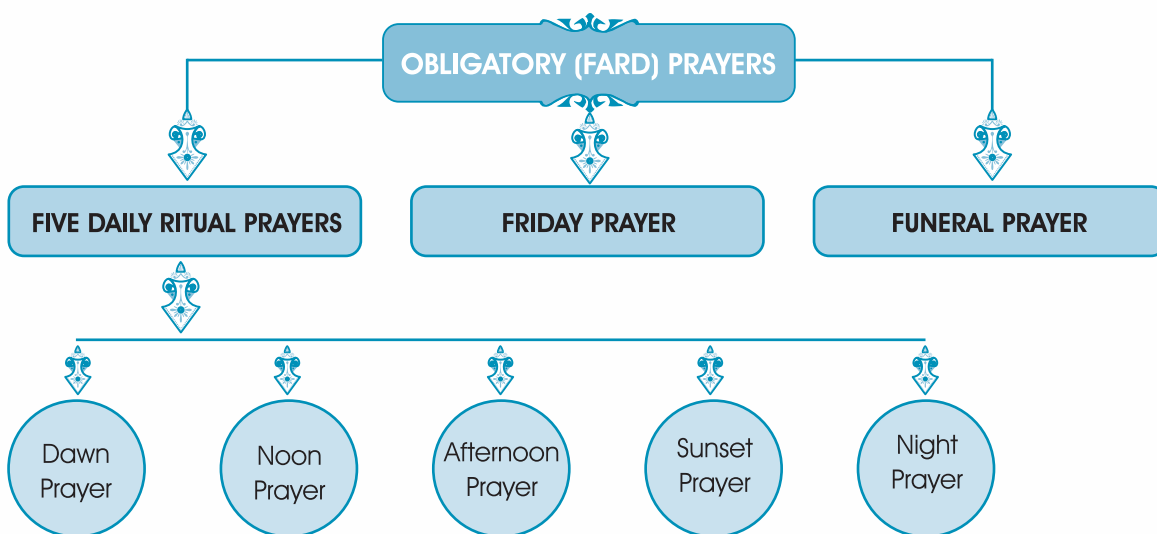 OBLIGATORY (FARD) PRAYERS
FIVE DAILY RITUAL PRAYERS
FRIDAY PRAYER
FUNERAL PRAYER
Dawn
Prayer
Noon
Prayer
Afternoon
Prayer
Sunset
Prayer
Night
Prayer